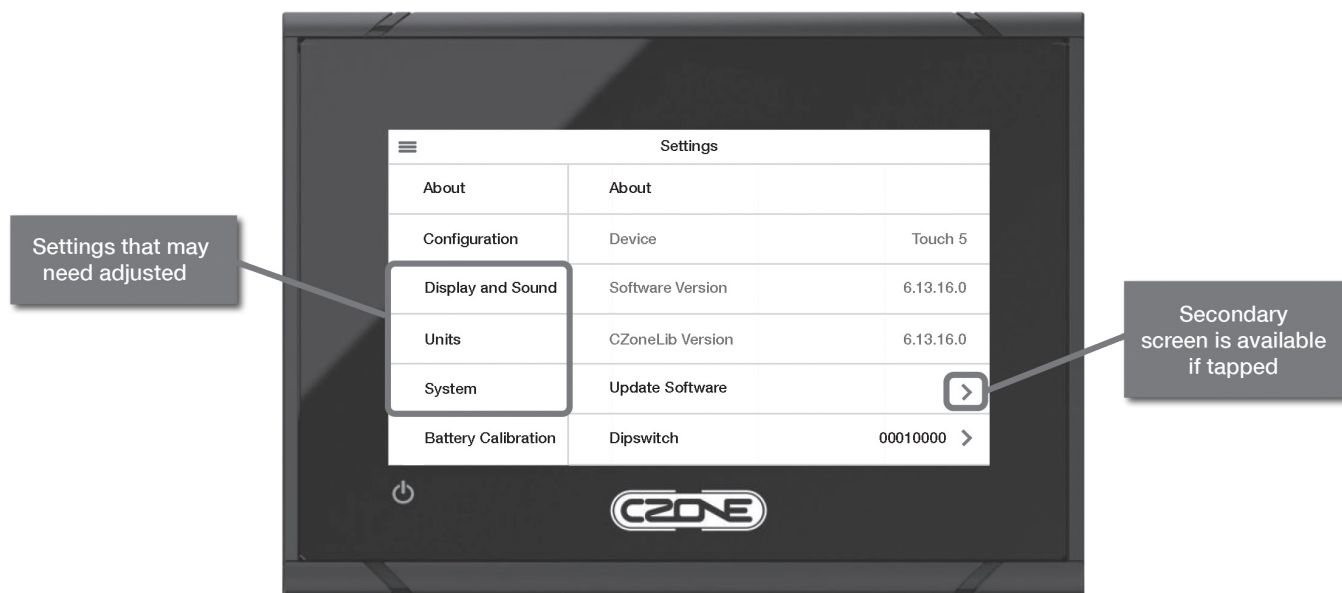 Settings
About
About
Configuration
Device
Touch 5
Settings that may
need adjusted
Display and Sound
Software Version
6.13.16.0
Units
CZoneLib Version
6.13.16.0
Secondary
screen is available
if tapped
System
Update Software
Battery Calibration
Dipswitch
00010000
CZONE